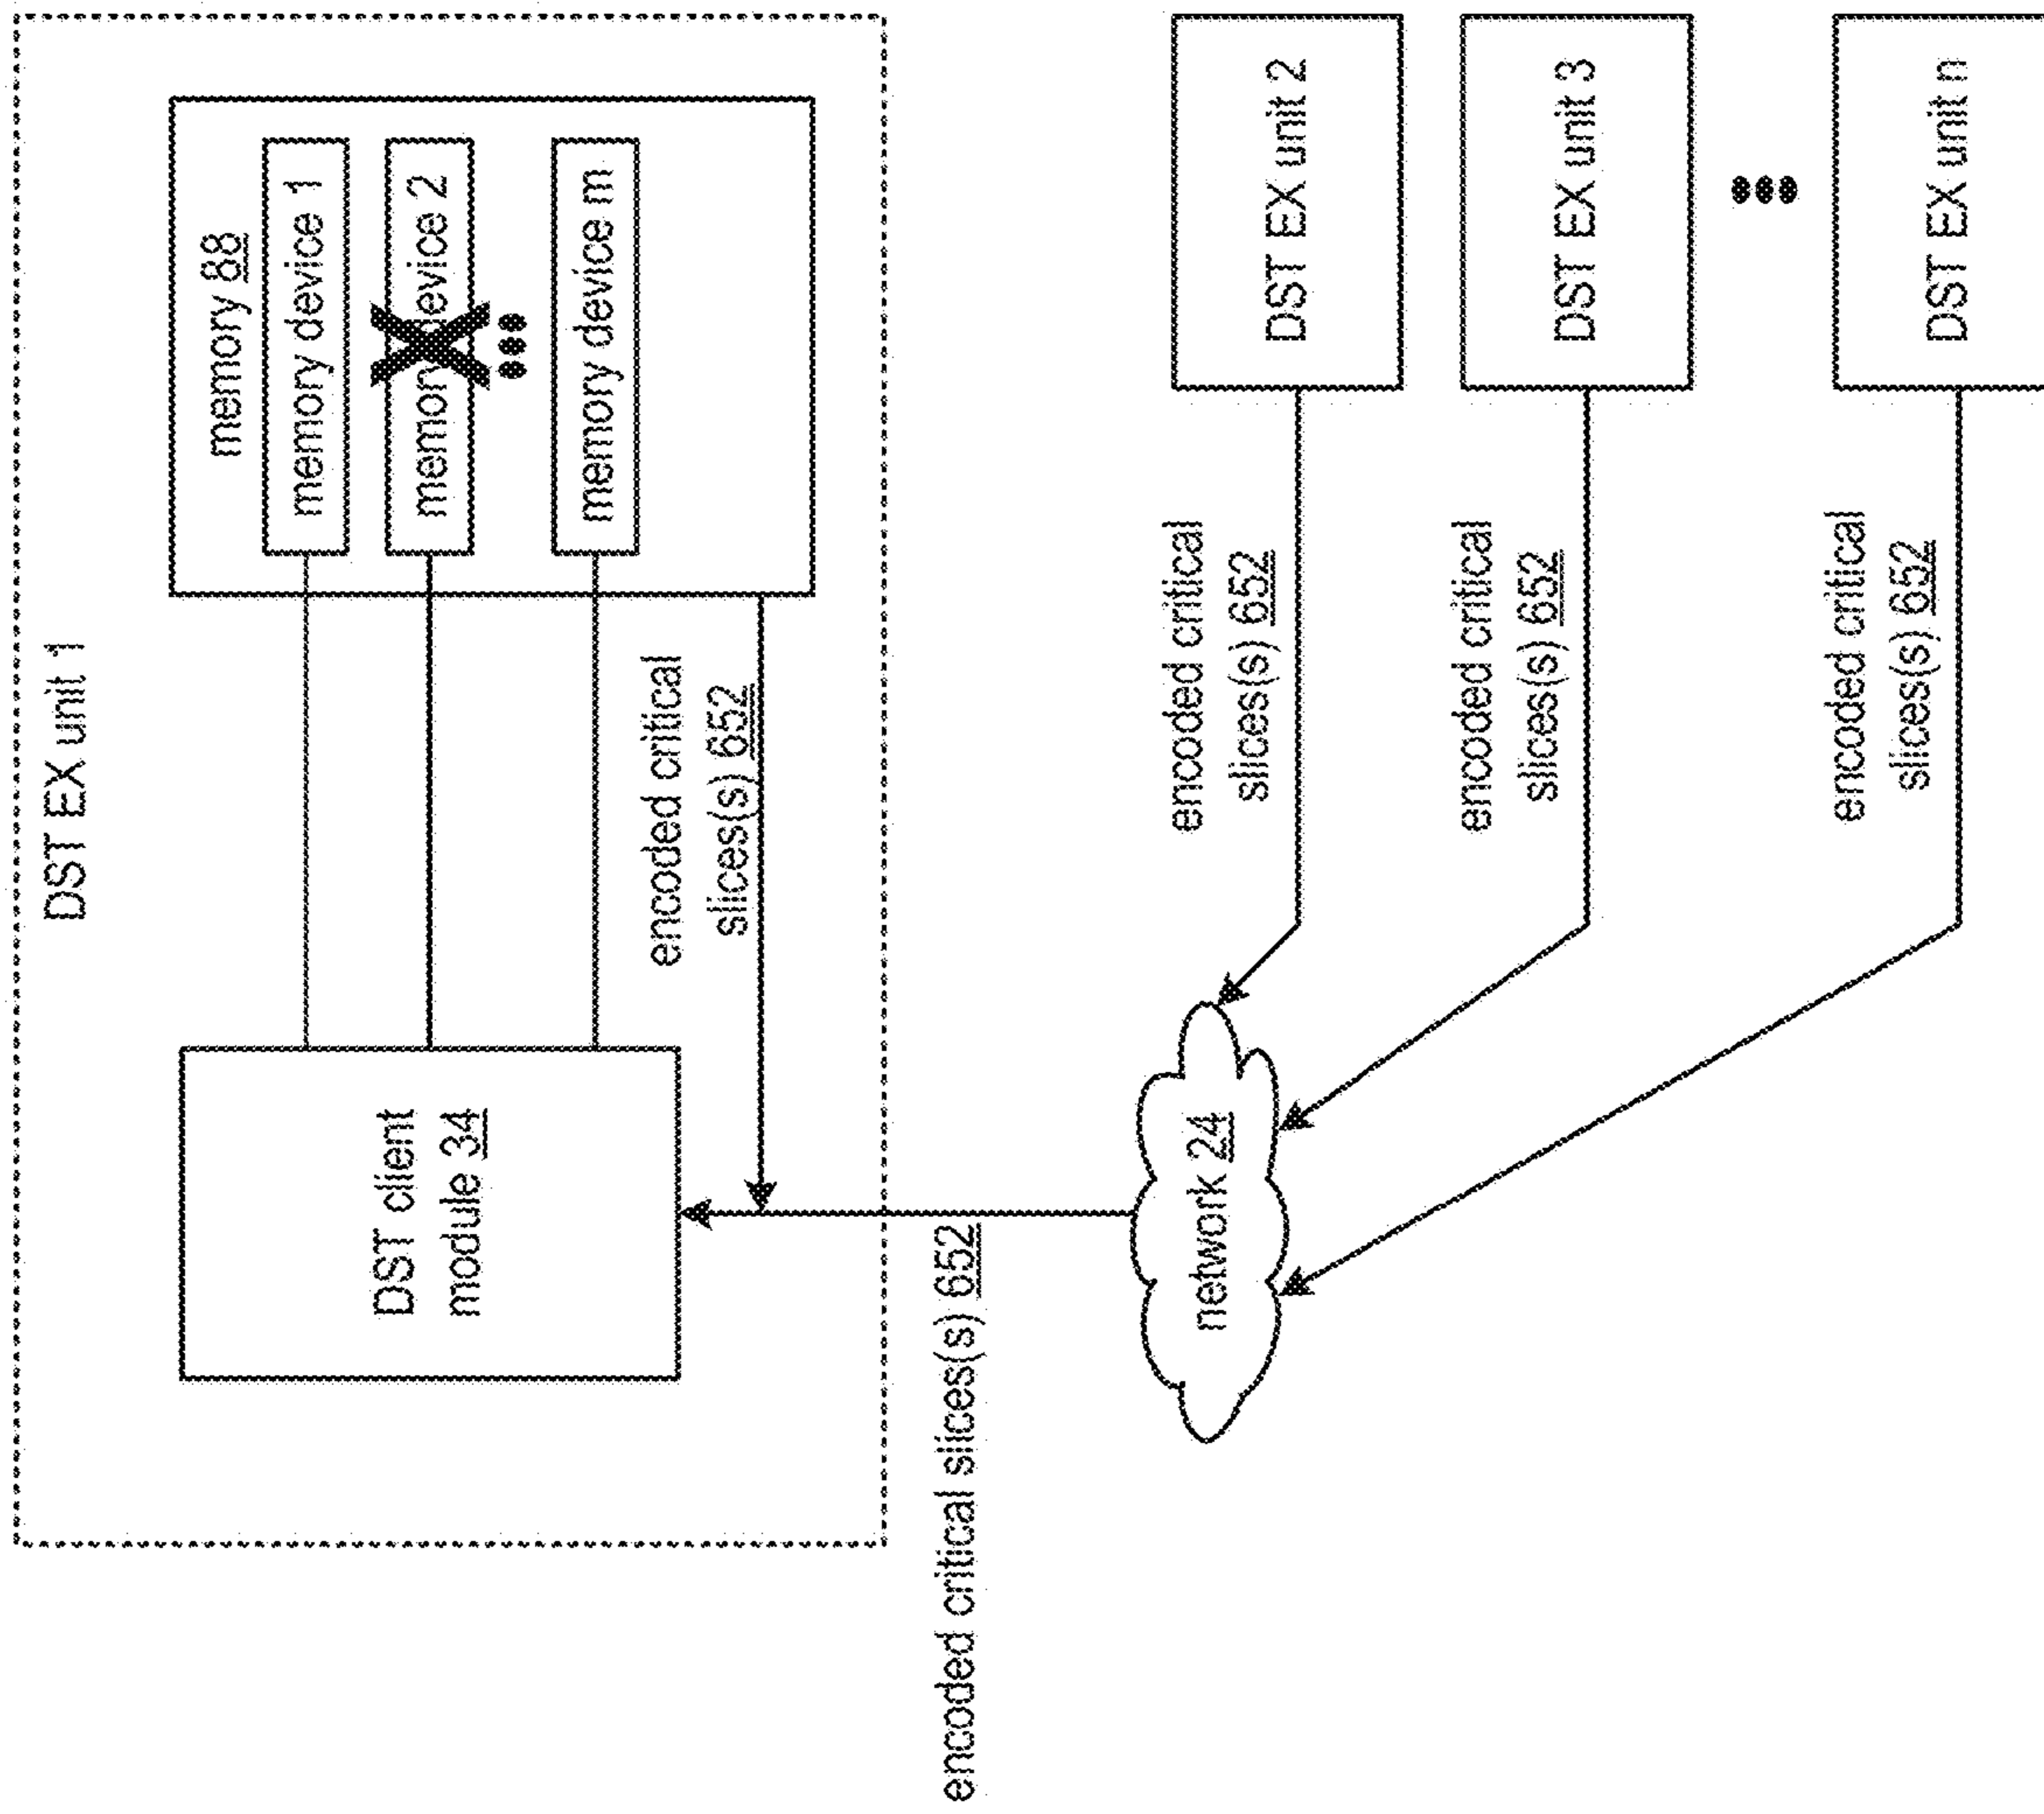 DST EX unit 1
DST client
module 34
memory 88
memory device 1
memory device 2
memory device m
encoded critical
slices(s) 652
encoded critical slices(s) 652
network 24
encoded critical
slices(s) 652
DST EX unit 2
encoded critical
slices(s) 652
DST EX unit 3
encoded critical
slices(s) 652
DST EX unit n